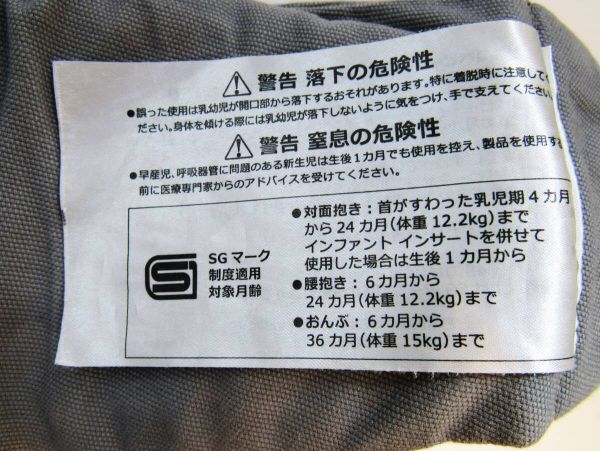 警告 落下の危険性
●誤った使用は乳幼児が開口部から落下するおそれがあります。特に着脱時に注意してく
ださい。身体を傾ける際には乳幼児が落下しないように気をつけ、手で支えてください。
警告 窒息の危険性
●早産児、呼吸器管に問題のある新生児は生後1カ月でも使用を控え、製品を使用する
前に医療専門家からのアドバイスを受けてください。
SG マーク
制度適用
対象月齢
●対面抱き：首がすわった乳児期 4 カ月
から 24 カ月（体重 12.2kg）まで
インファント インサートを併せて
使用した場合は生後 1 カ月から
●腰抱き：6 カ月から
24 カ月（体重 12.2kg）まで
●おんぶ：6 カ月から
36 カ月（体重 15kg）まで